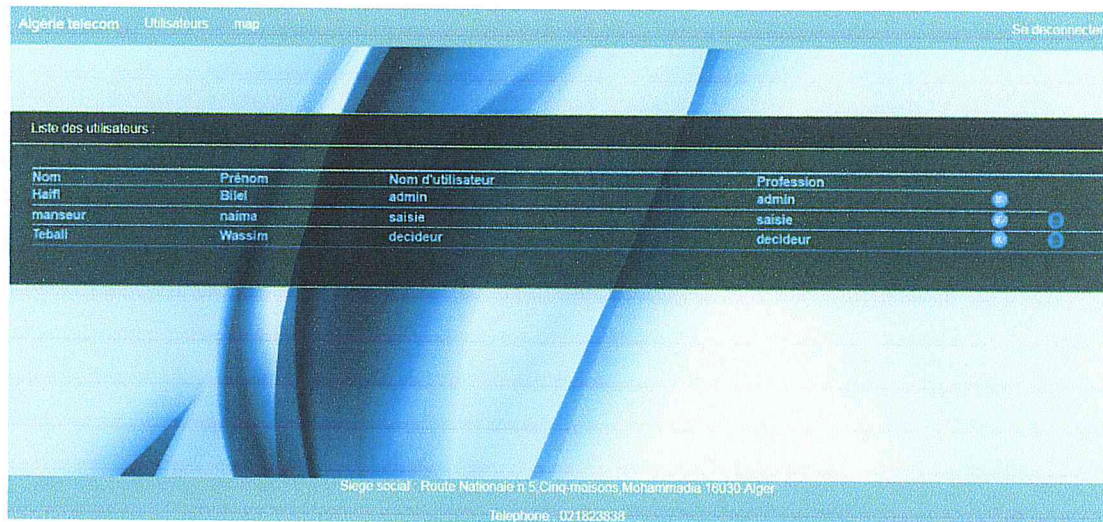 Algérie telecom Utilisateurs map Se déconnecter
Liste des utilisateurs :
Nom Prénom Nom d'utilisateur Profession
Haifi Bilel admin admin
manseur naima saisie saisie
Teball Wassim decideur decideur
Siege social : Route Nationale n 5,Cinq-maisons,Mohammadia 16030 Alger
Telephone : 021823838